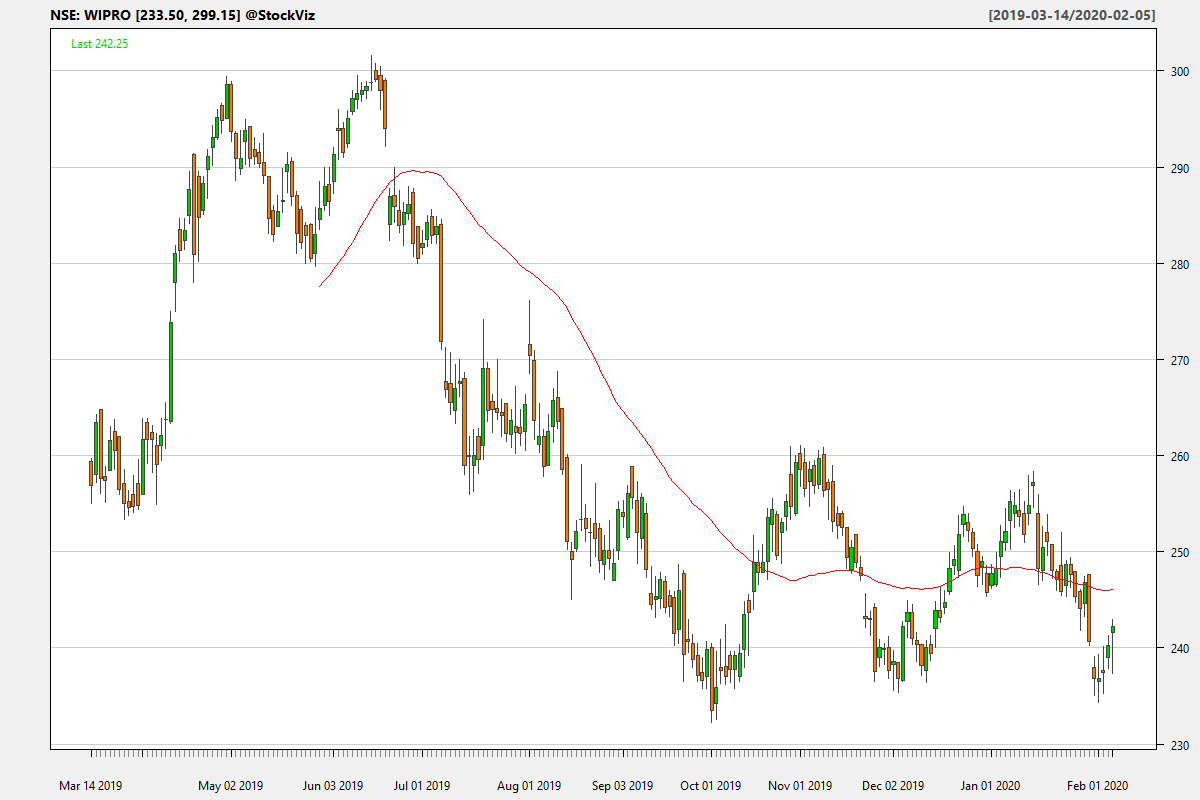 NSE: WIPRO [233.50, 299.15] @StockViz
[2019-03-14/2020-02-05]
Last 242.25
300
290
280
270
260
250
240
230
Mar 14 2019
May 02 2019
Jun 03 2019
Jul 01 2019
Aug 01 2019
Sep 03 2019
Oct 01 2019
Nov 01 2019
Dec 02 2019
Jan 01 2020
Feb 01 2020